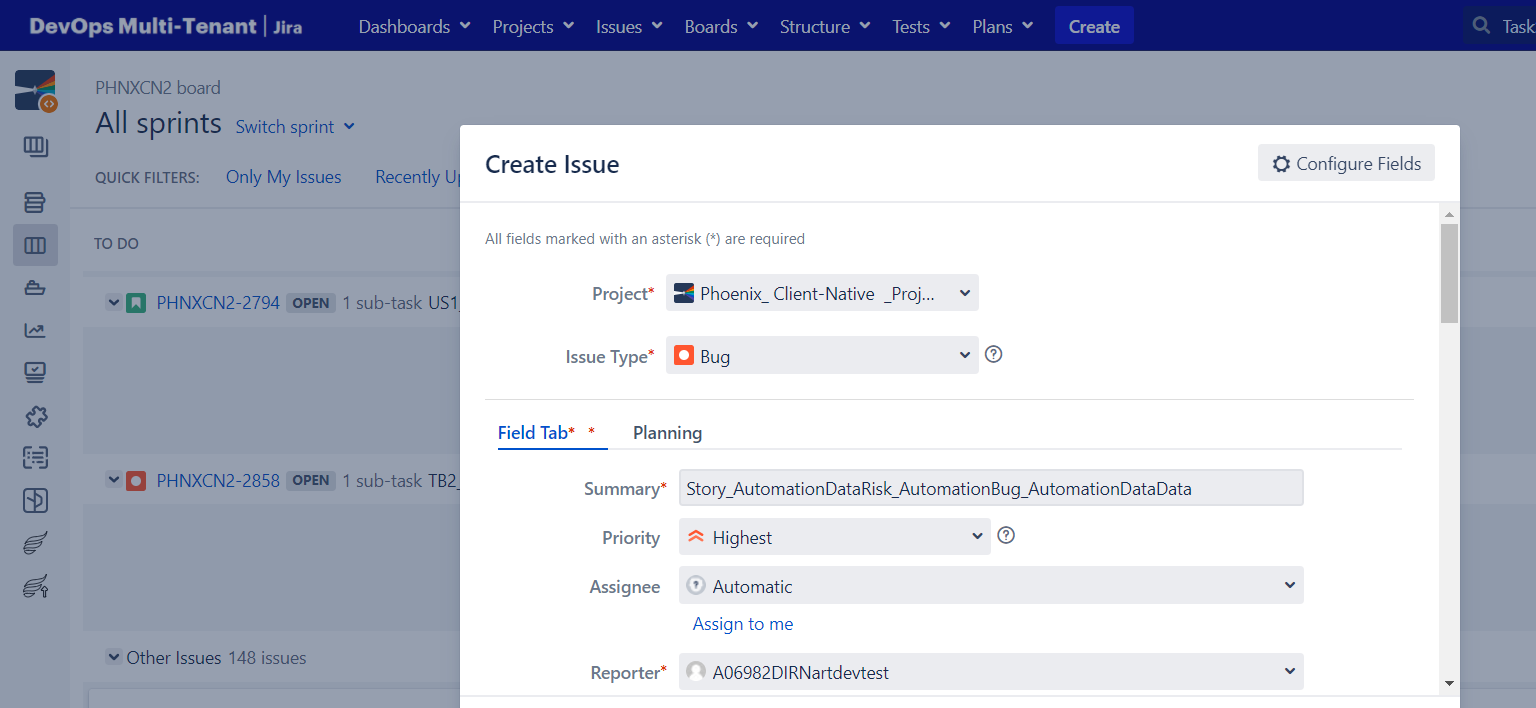 DevOps Multi-Tenant | Jira
Dashboards Projects Issues Boards Structure Tests Plans Create Task
PHNXCN2 board
All sprints Switch sprint
QUICK FILTERS: Only My Issues Recently Up
TO DO
PHNXCN2-2794 OPEN 1 sub-task US1_
PHNXCN2-2858 OPEN 1 sub-task TB2_
Other Issues 148 issues
Create Issue
Configure Fields
All fields marked with an asterisk (*) are required
Project* Phoenix_ Client-Native _Proj...
Issue Type* Bug
Field Tab* * Planning
Summary* Story_AutomationDataRisk_AutomationBug_AutomationDataData
Priority Highest
Assignee Automatic
Assign to me
Reporter* A06982DIRNartdevtest